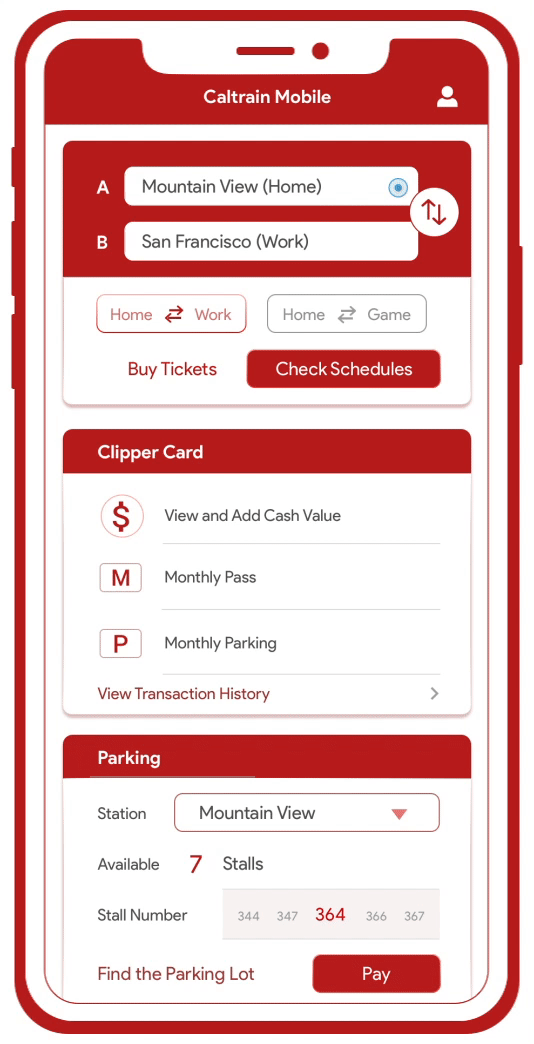 Caltrain Mobile
A Mountain View (Home)
B San Francisco (Work)
Home Work Home Game
Buy Tickets Check Schedules
Clipper Card
$ View and Add Cash Value
M Monthly Pass
P Monthly Parking
View Transaction History
Parking
Station Mountain View
Available 7 Stalls
Stall Number 344 347 364 366 367
Find the Parking Lot Pay